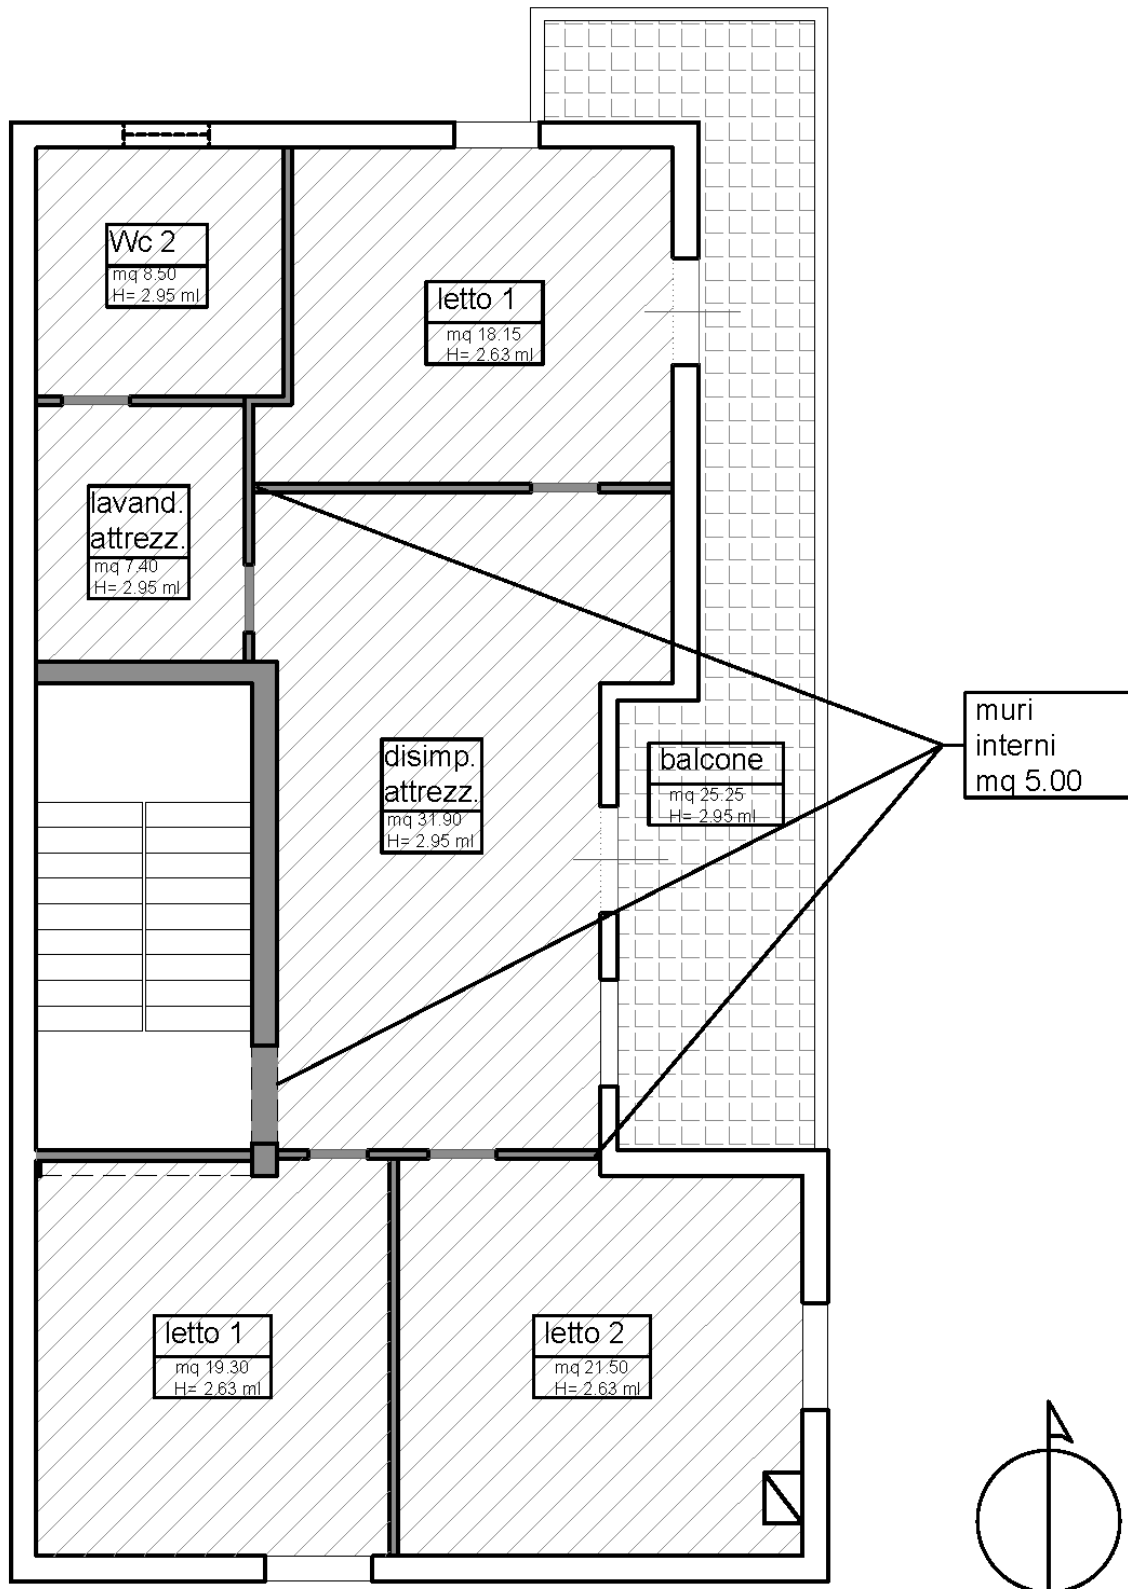 Wc 2
mq 8.50
H= 2.95 ml
letto 1
mq 18.15
H= 2.63 ml
lavand.
attrezz.
mq 7.40
H= 2.95 ml
disimp.
attrezz.
mq 31.90
H= 2.95 ml
balcone
mq 25.25
H= 2.95 ml
muri
interni
mq 5.00
letto 1
mq 19.30
H= 2.63 ml
letto 2
mq 21.50
H= 2.63 ml